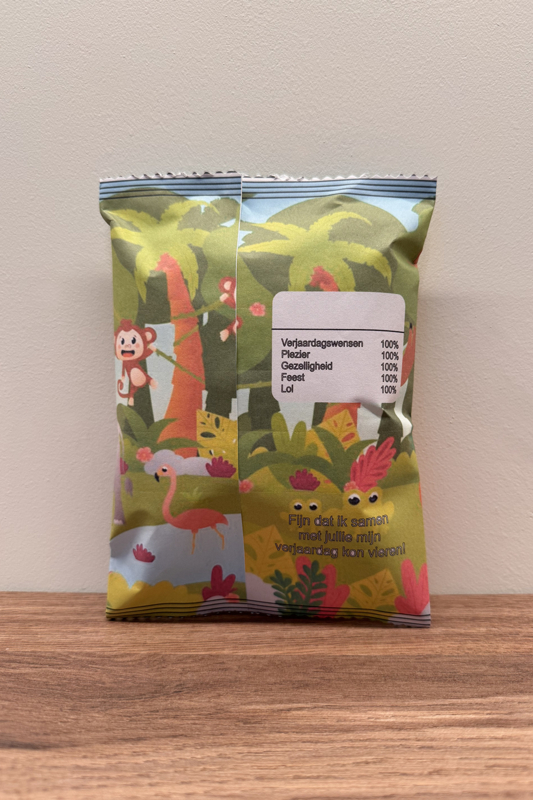 Verjaardagswensen 100%
Plezier 100%
Gezelligheid 100%
Feest 100%
Lol 100%
Fijn dat ik samen
met jullie mijn
verjaardag kon vieren!